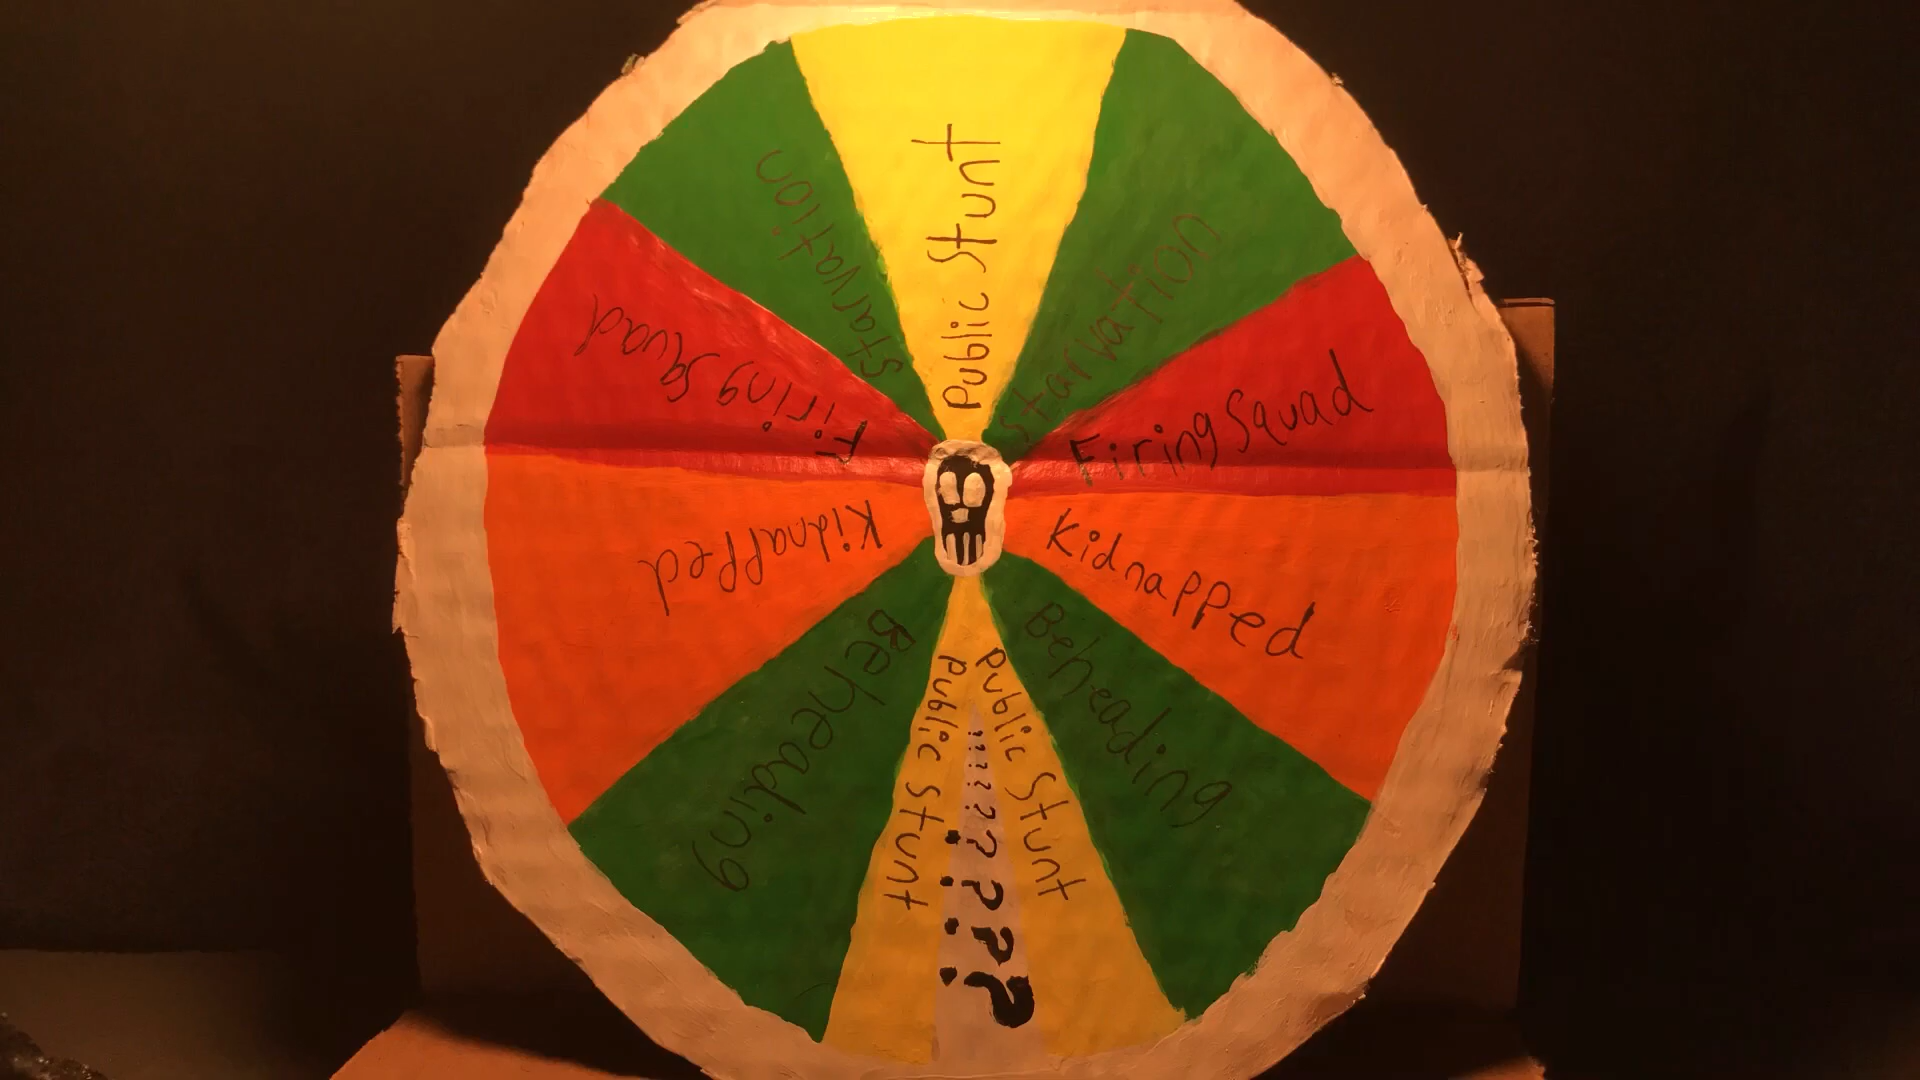 Public Stunt
Starvation
Firing Squad
Kidnapped
Beheading
Public Stunt
?????????
Public Stunt
Beheading
Kidnapped
Firing Squad
Starvation